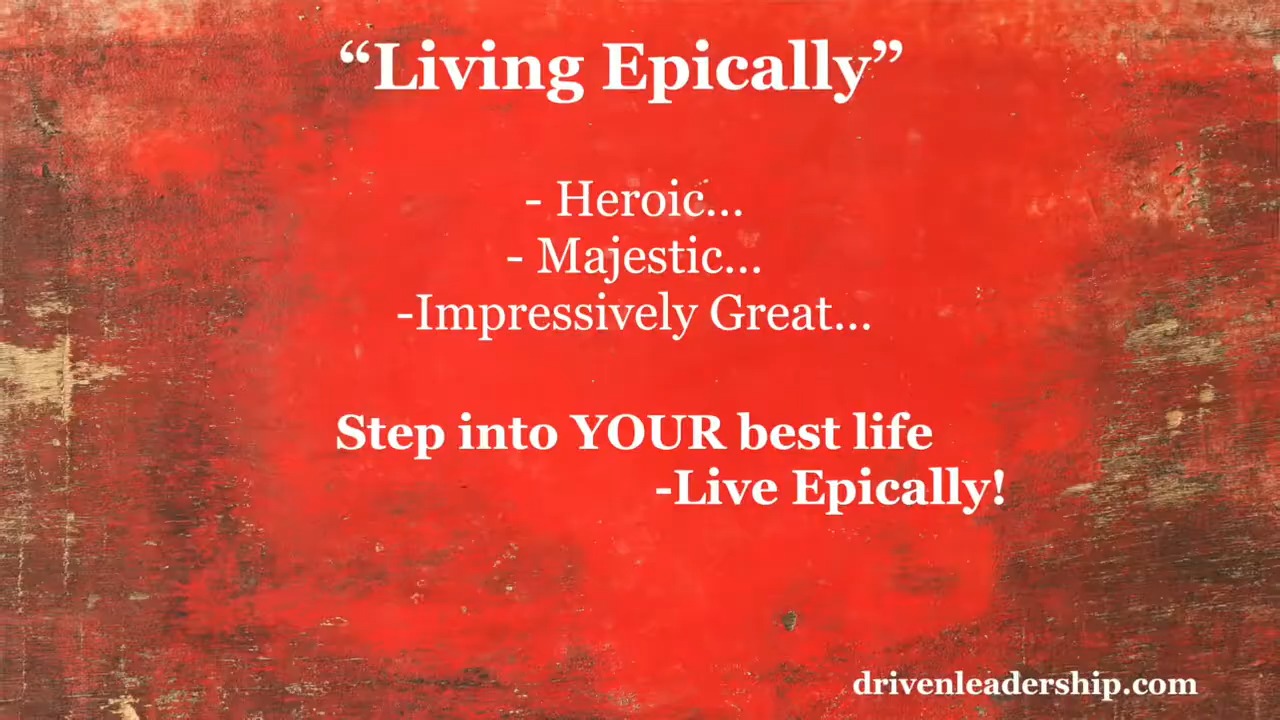 “Living Epically”
- Heroic...
- Majestic...
-Impressively Great...
Step into YOUR best life
-Live Epically!
drivenleadership.com